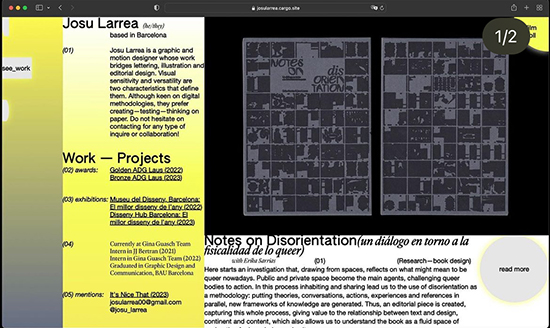 josularrea.cargo.site
Josu Larrea (he/they)
based in Barcelona
1/2
see_work
(01) Josu Larrea is a graphic and
motion designer whose work
bridges lettering, illustration and
editorial design. Visual
sensitivity and versatility are
two characteristics that define
them. Although keen on digital
methodologies, they prefer
creating—testing—thinking on
paper. Do not hesitate on
contacting for any type of
inquire or collaboration!
NOTES
ON
dis
ORIEN
TATION
Work — Projects
(02) awards: Golden ADG Laus (2022)
Bronze ADG Laus (2023)
(03) exhibitions: Museu del Disseny, Barcelona:
El millor disseny de l'any (2022)
Disseny Hub Barcelona: El
millor disseny de l'any (2023)
(04) Currently at Gina Guasch Team
Intern in JJ Bertran (2021)
Intern in Gina Guasch Team (2022)
Graduated in Graphic Design and
Communication, BAU Barcelona
(05) mentions: It's Nice That (2023)
josularrea00@gmail.com
@josu_larrea
Notes on Disorientation(un diálogo en torno a la
fisicalidad de lo queer)
with Erika Sarries (01) (Research—book design)
Here starts an investigation that, drawing from spaces, reflects on what might mean to be
queer nowadays. Public and private space become the main agents, challenging queer
bodies to action. In this process inhabiting and sharing lead us to the use of disorientation as
a methodology: putting theories, conversations, actions, experiences and references in
parallel, new frameworks of knowledge are generated. Thus, an editorial piece is created,
capturing this whole process, giving value to the relationship between text and design,
continent and content, which also allows us to understand the book as a fluid space of
read more